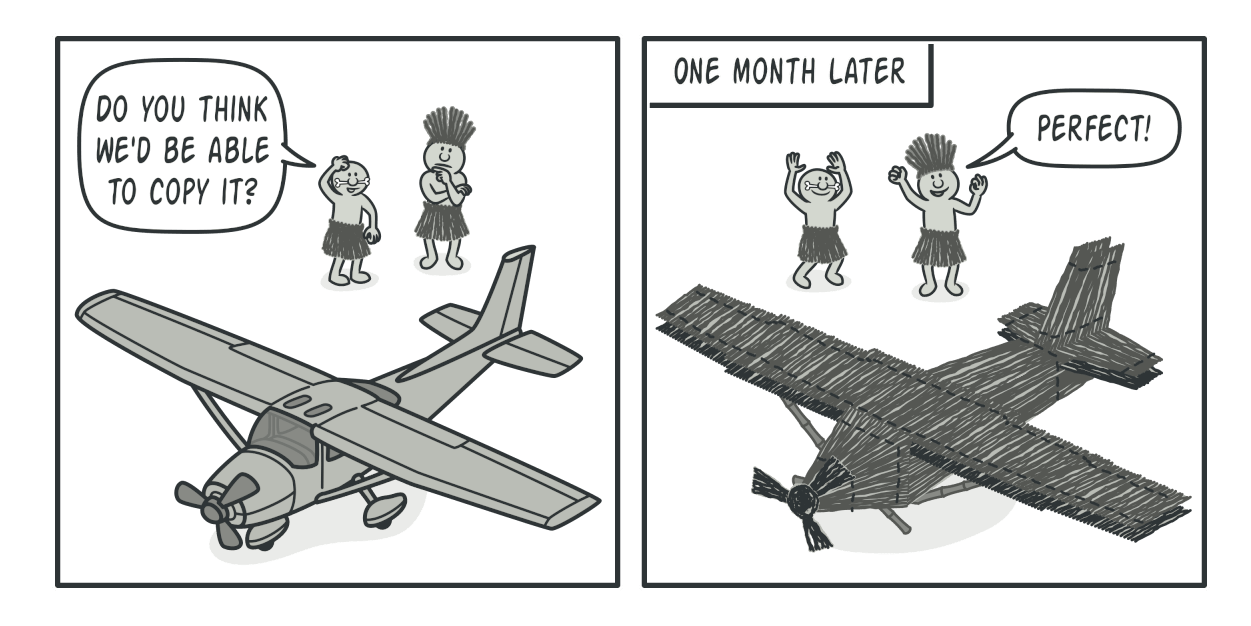 DO YOU THINK
WE'D BE ABLE
TO COPY IT?
ONE MONTH LATER
PERFECT!